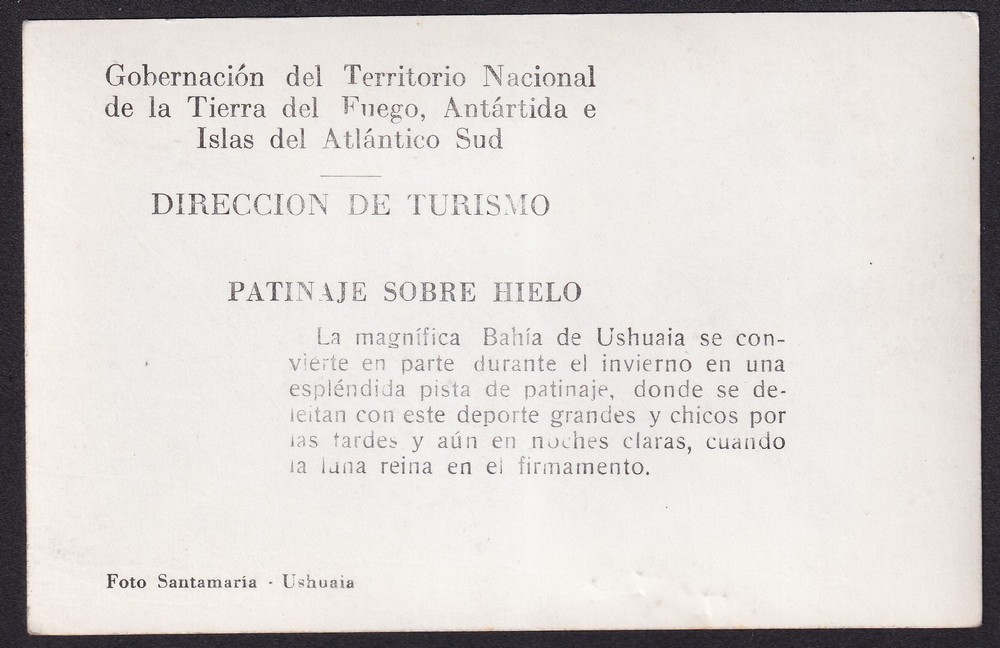 Gobernación del Territorio Nacional
de la Tierra del Fuego, Antártida e
Islas del Atlántico Sud
DIRECCION DE TURISMO
PATINAJE SOBRE HIELO
La magnífica Bahía de Ushuaia se con-
vierte en parte durante el invierno en una
espléndida pista de patinaje, donde se de-
leitan con este deporte grandes y chicos por
las tardes y aún en noches claras, cuando
la luna reina en el firmamento.
Foto Santamaría - Ushuaia